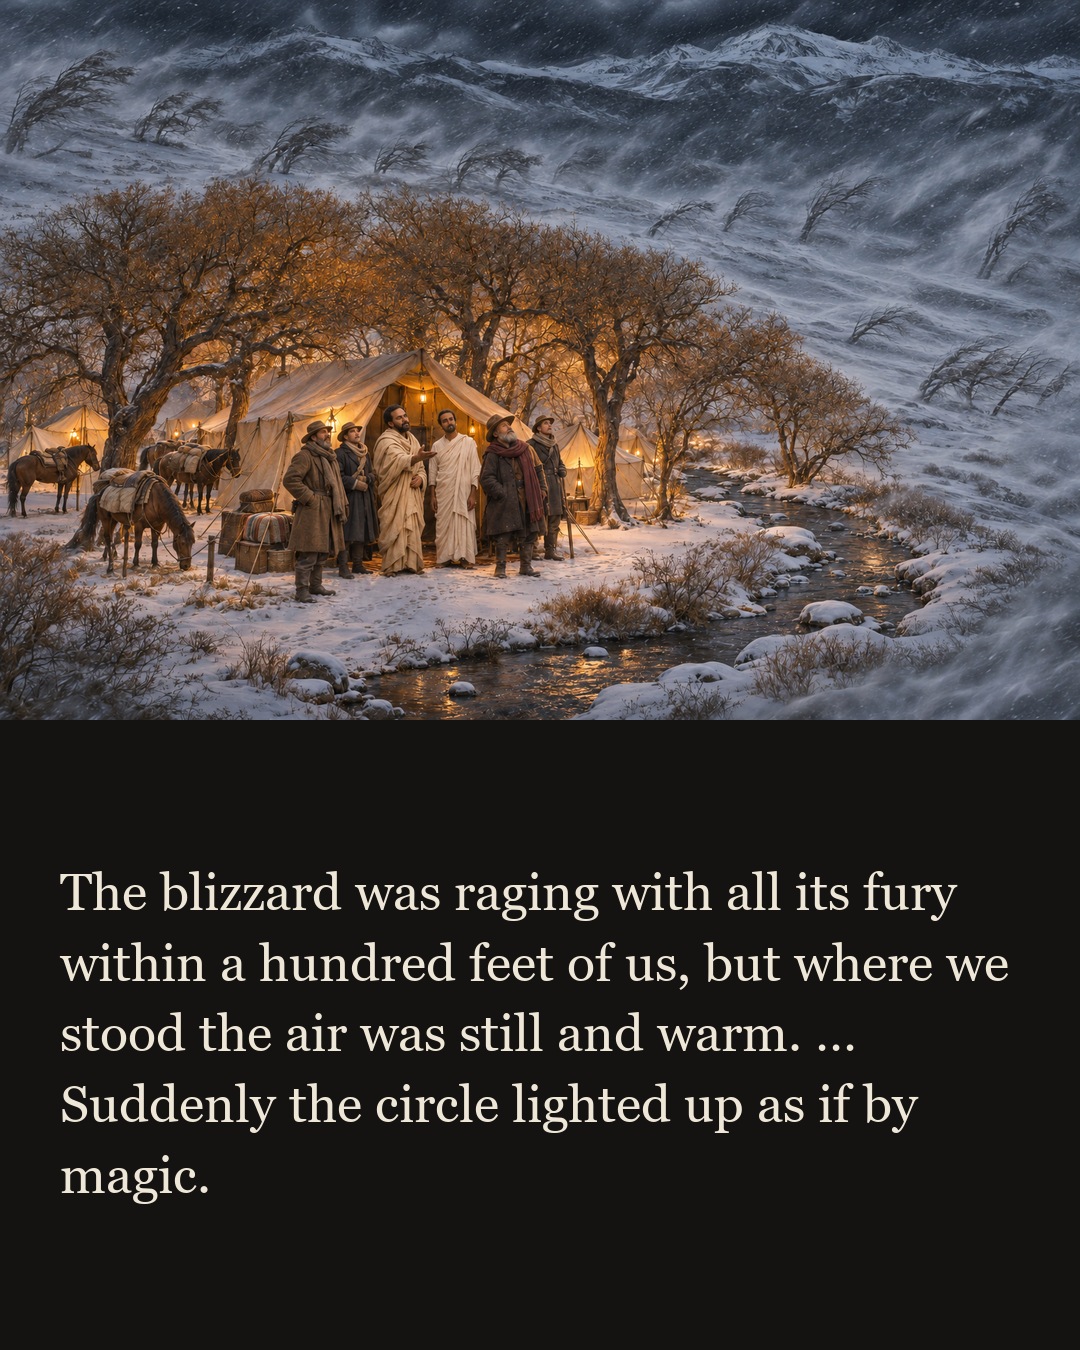 The blizzard was raging with all its fury
within a hundred feet of us, but where we
stood the air was still and warm. ...
Suddenly the circle lighted up as if by
magic.